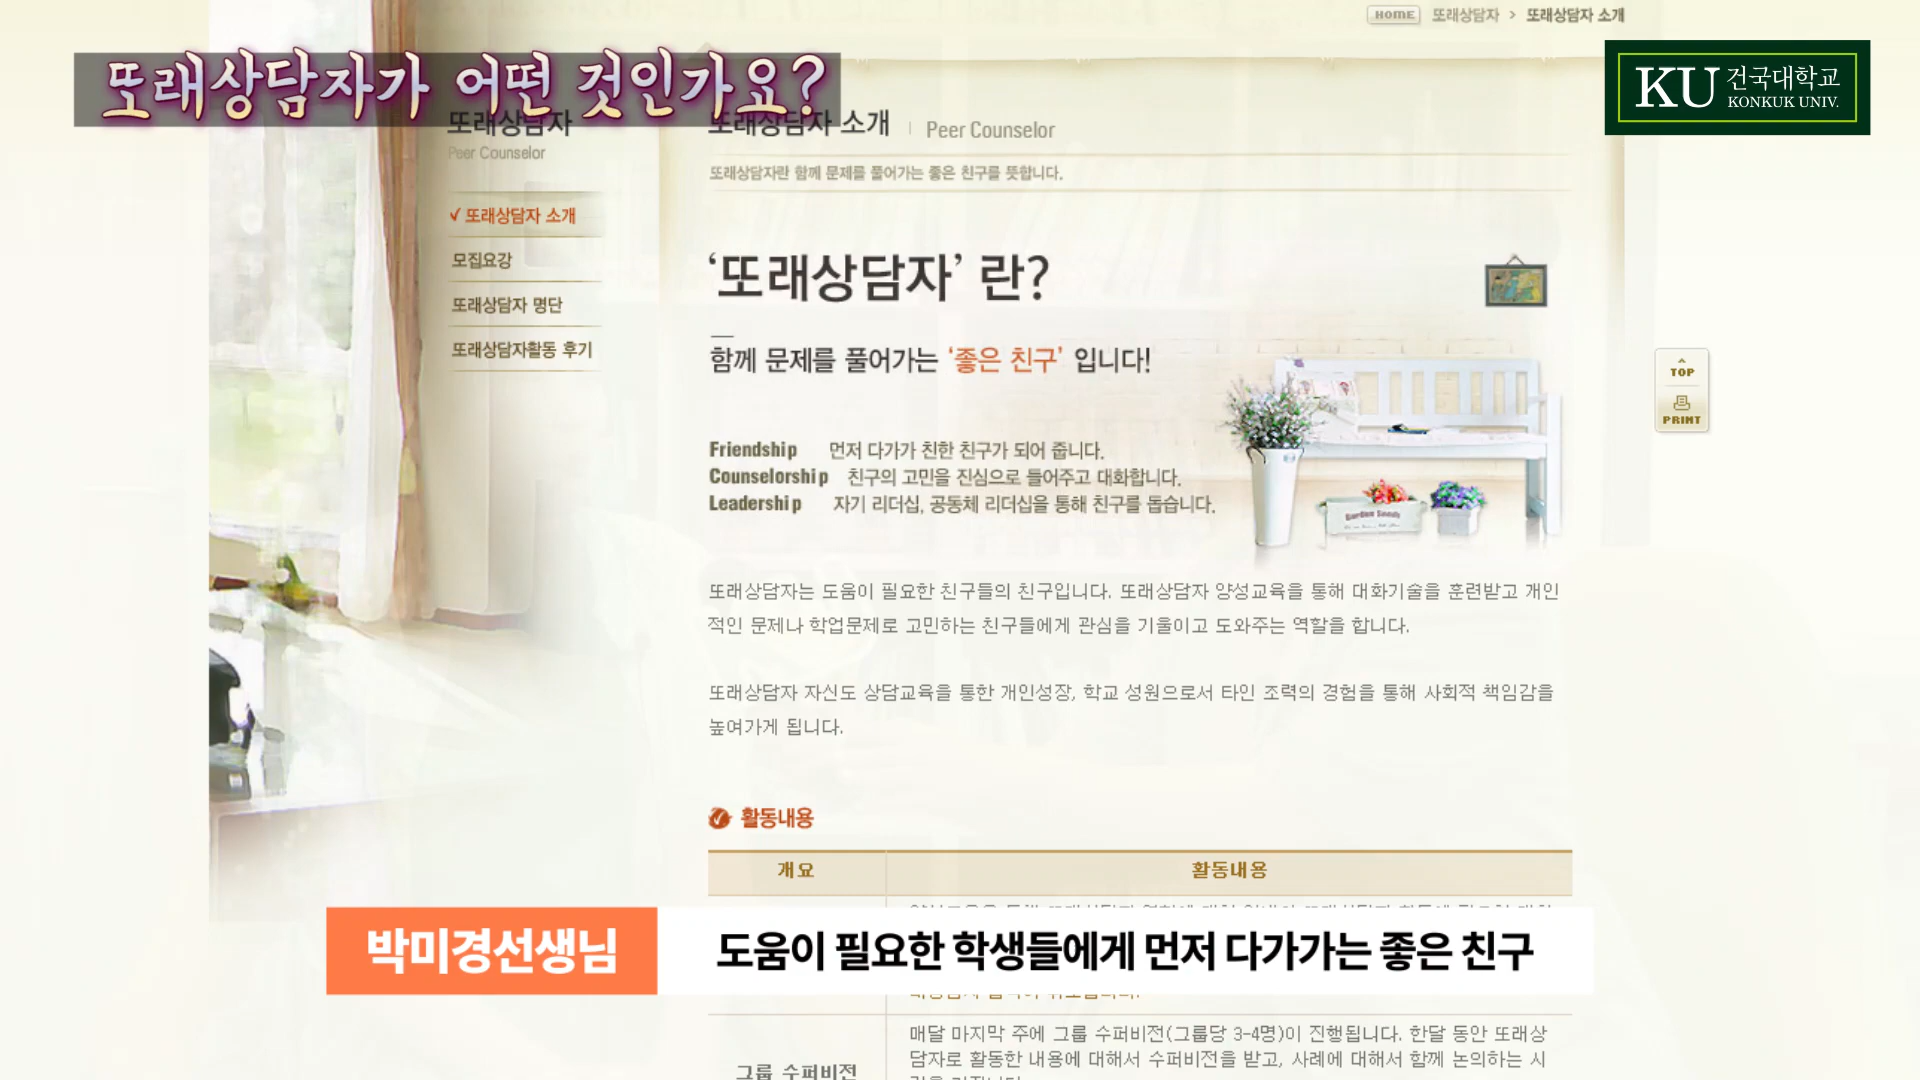 HOME 또래상담자 > 또래상담자 소개
또래상담자가 어떤 것인가요?
KU 건국대학교
KONKUK UNIV.
또래상담자
Peer Counselor
또래상담자 소개
모집요강
또래상담자 명단
또래상담자활동 후기
또래상담자 소개 | Peer Counselor
또래상담자란 함께 문제를 풀어가는 좋은 친구를 뜻합니다.
‘또래상담자’ 란?
함께 문제를 풀어가는 ‘좋은 친구’ 입니다!
Friendship 먼저 다가가 친한 친구가 되어 줍니다.
Counselorship 친구의 고민을 진심으로 들어주고 대화합니다.
Leadership 자기 리더십, 공동체 리더십을 통해 친구를 돕습니다.
Garden Seeds
TOP
PRINT
또래상담자는 도움이 필요한 친구들의 친구입니다. 또래상담자 양성교육을 통해 대화기술을 훈련받고 개인
적인 문제나 학업문제로 고민하는 친구들에게 관심을 기울이고 도와주는 역할을 합니다.
또래상담자 자신도 상담교육을 통한 개인성장, 학교 성원으로서 타인 조력의 경험을 통해 사회적 책임감을
높여가게 됩니다.
활동내용
개요 활동내용
박미경선생님 도움이 필요한 학생들에게 먼저 다가가는 좋은 친구
그룹 수퍼비전
매달 마지막 주에 그룹 수퍼비전(그룹당 3-4명)이 진행됩니다. 한달 동안 또래상
담자로 활동한 내용에 대해서 수퍼비전을 받고, 사례에 대해서 함께 논의하는 시